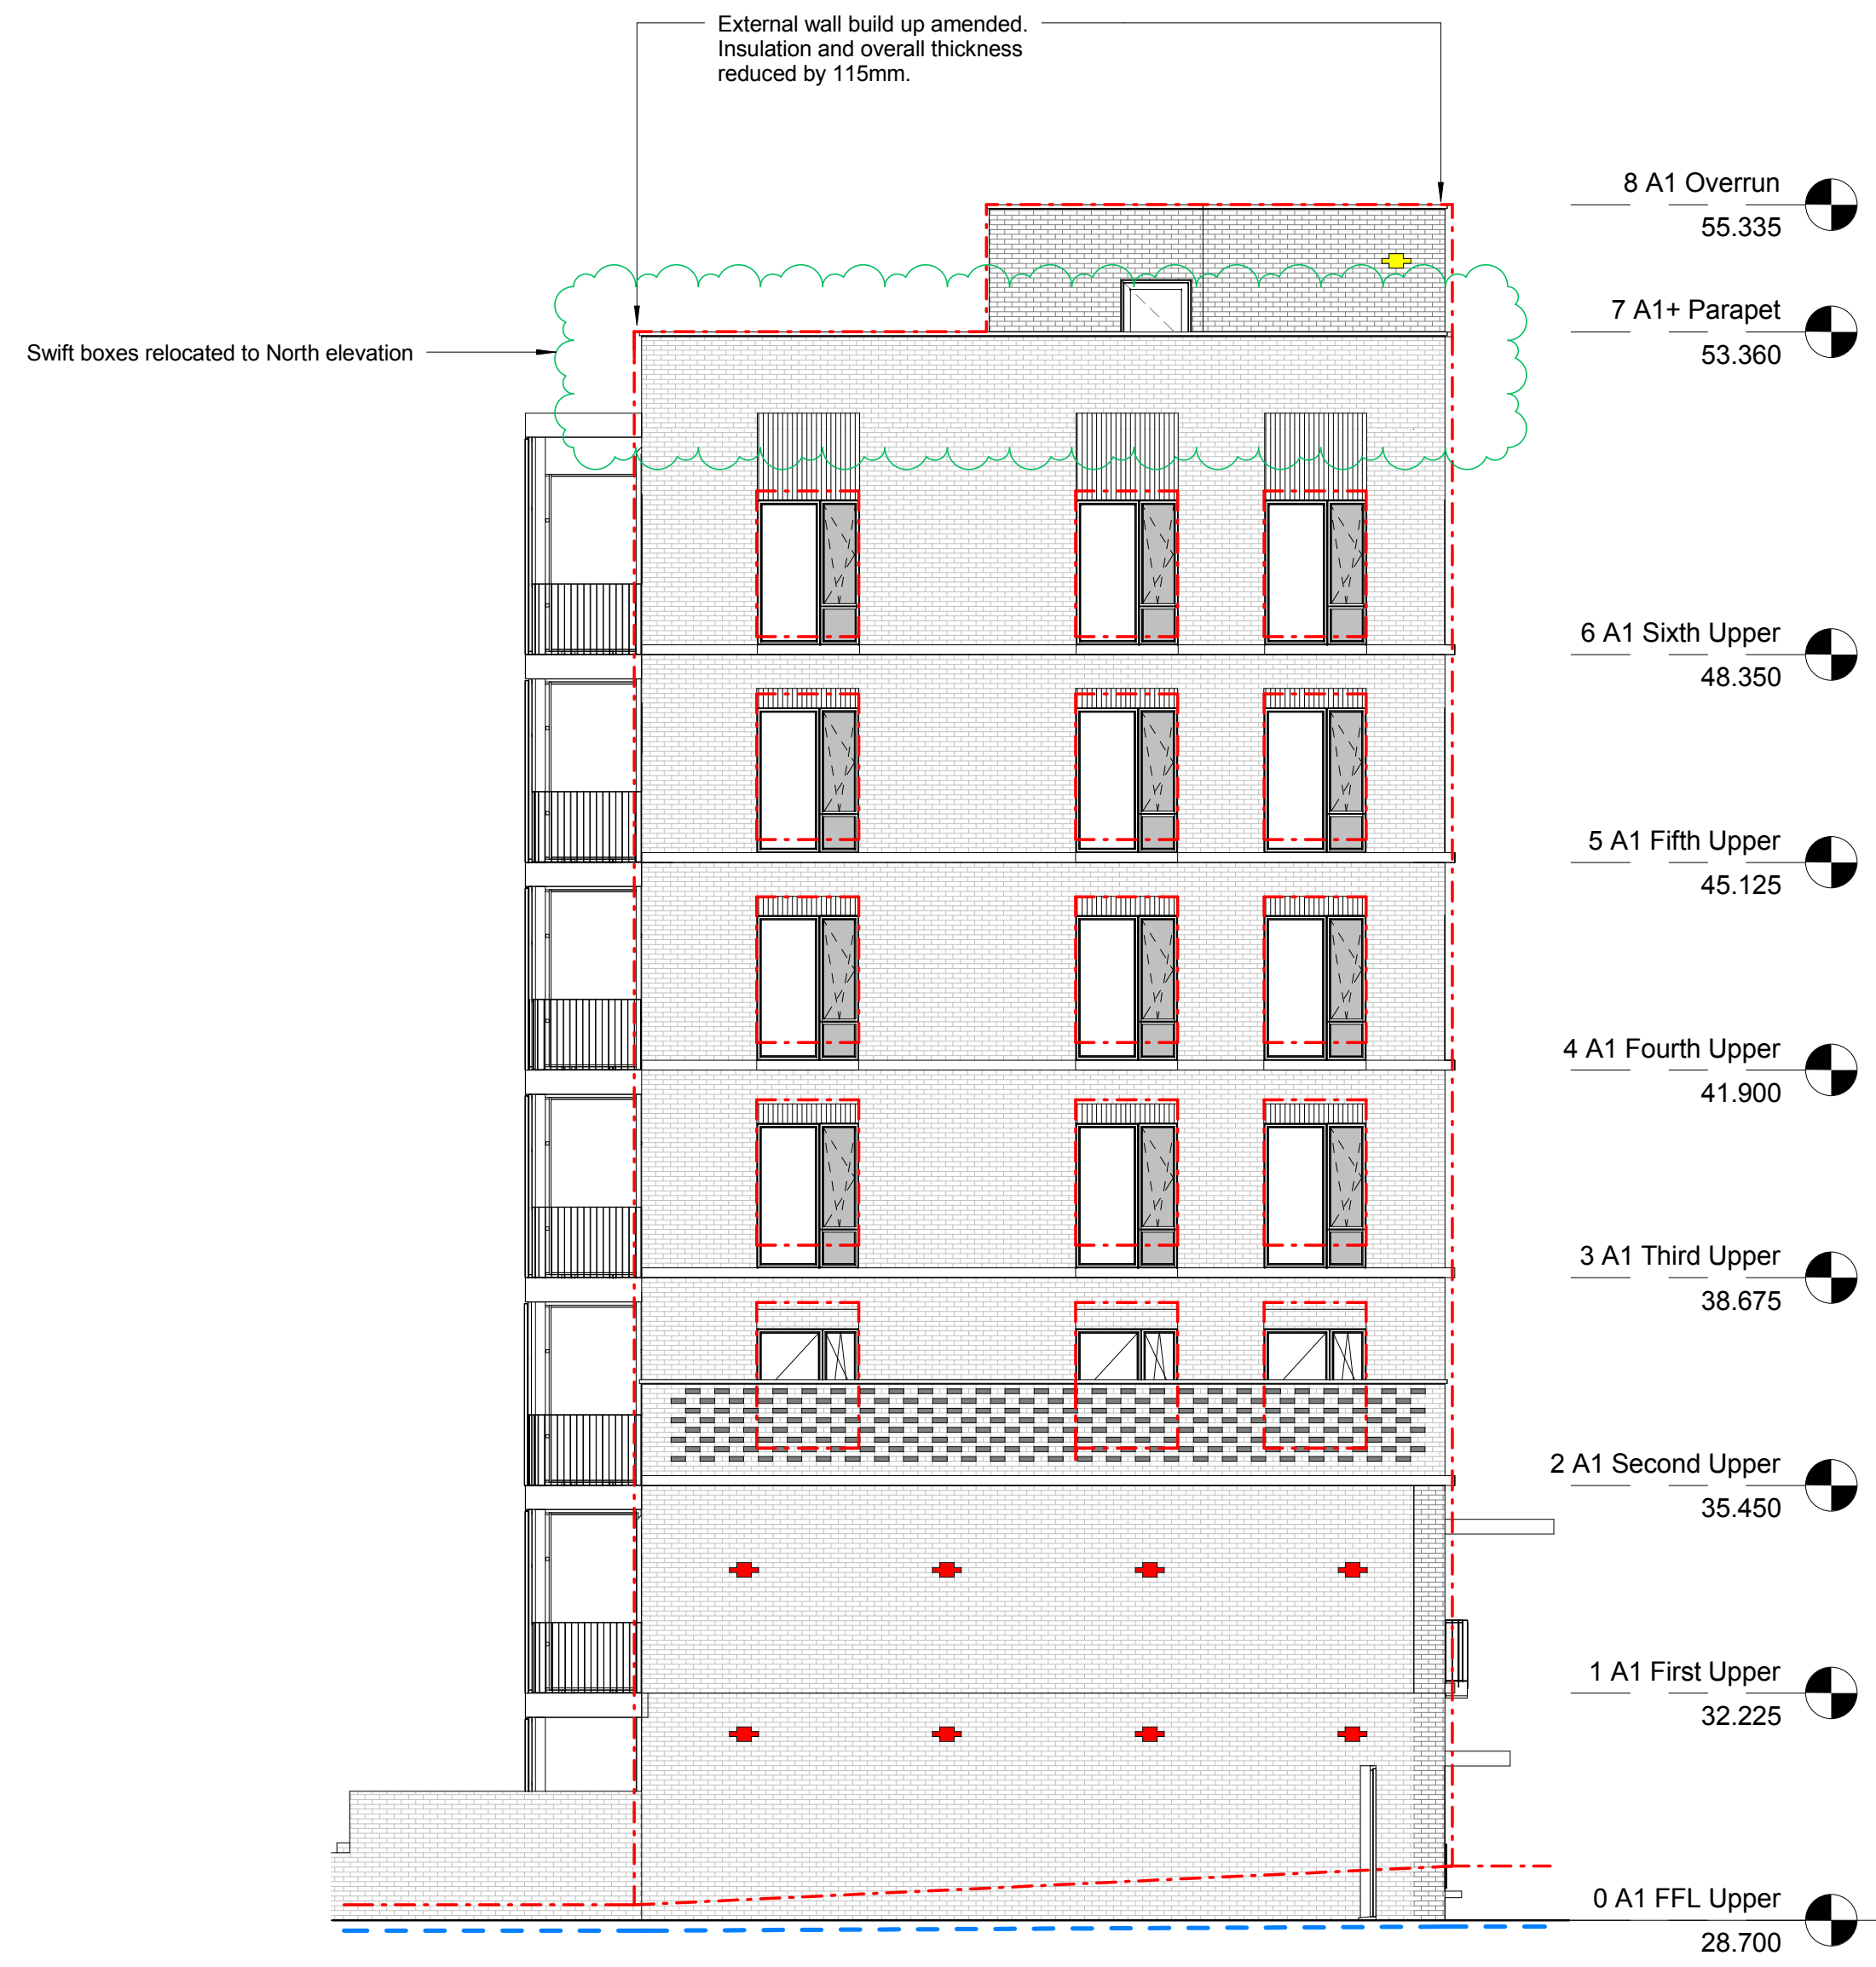 External wall build up amended.
Insulation and overall thickness
reduced by 115mm.
8 A1 Overrun
55.335
7 A1+ Parapet
53.360
Swift boxes relocated to North elevation
6 A1 Sixth Upper
48.350
5 A1 Fifth Upper
45.125
4 A1 Fourth Upper
41.900
3 A1 Third Upper
38.675
2 A1 Second Upper
35.450
1 A1 First Upper
32.225
0 A1 FFL Upper
28.700